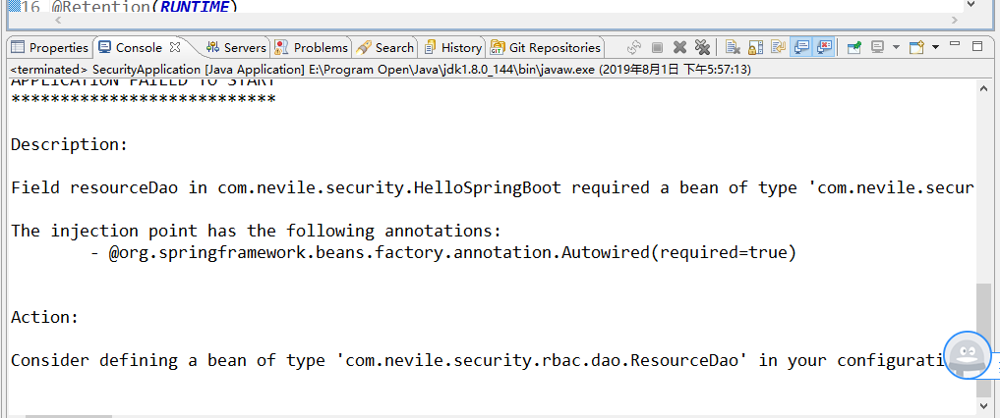 16 @Retention(RUNTIME)
Properties Console Servers Problems Search History Git Repositories
<terminated> SecurityApplication [Java Application] E:\Program Open\Java\jdk1.8.0_144\bin\javaw.exe (2019年8月1日 下午5:57:13)
APPLICATION FAILED TO START
***************************
Description:
Field resourceDao in com.nevile.security.HelloSpringBoot required a bean of type 'com.nevile.secur
The injection point has the following annotations:
- @org.springframework.beans.factory.annotation.Autowired(required=true)
Action:
Consider defining a bean of type 'com.nevile.security.rbac.dao.ResourceDao' in your configurati